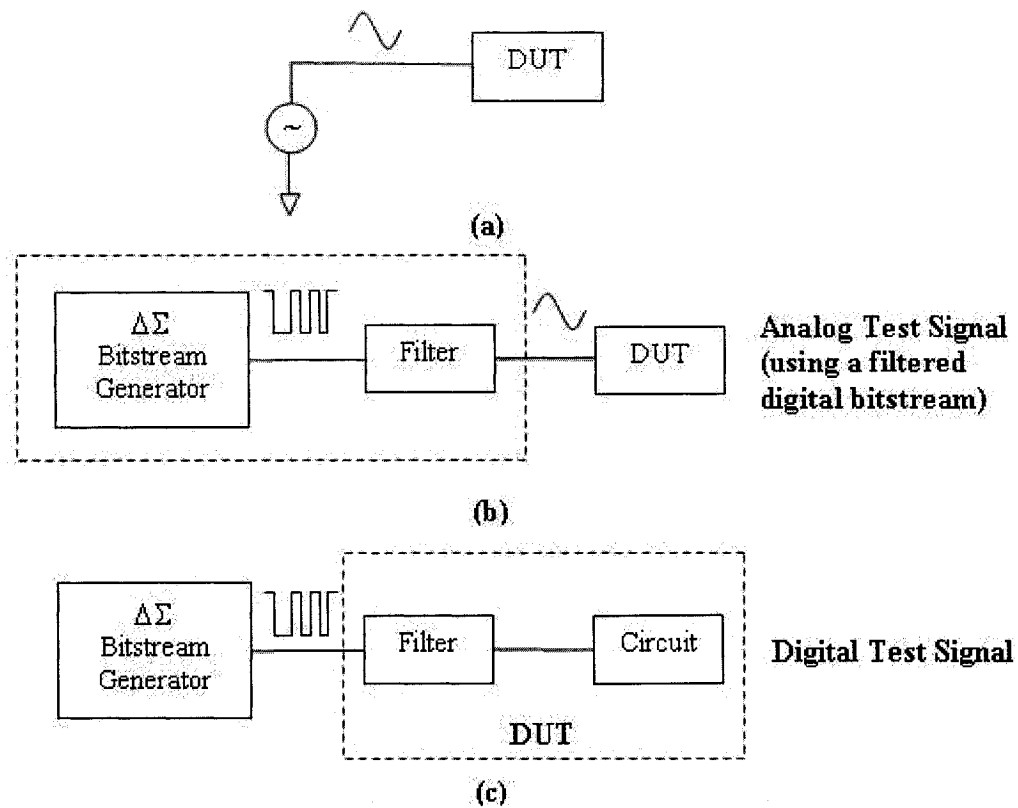 DUT
~
(a)
ΔΣ
Bitstream
Generator
Filter
DUT
Analog Test Signal
(using a filtered
digital bitstream)
(b)
ΔΣ
Bitstream
Generator
Filter
Circuit
DUT
Digital Test Signal
(c)